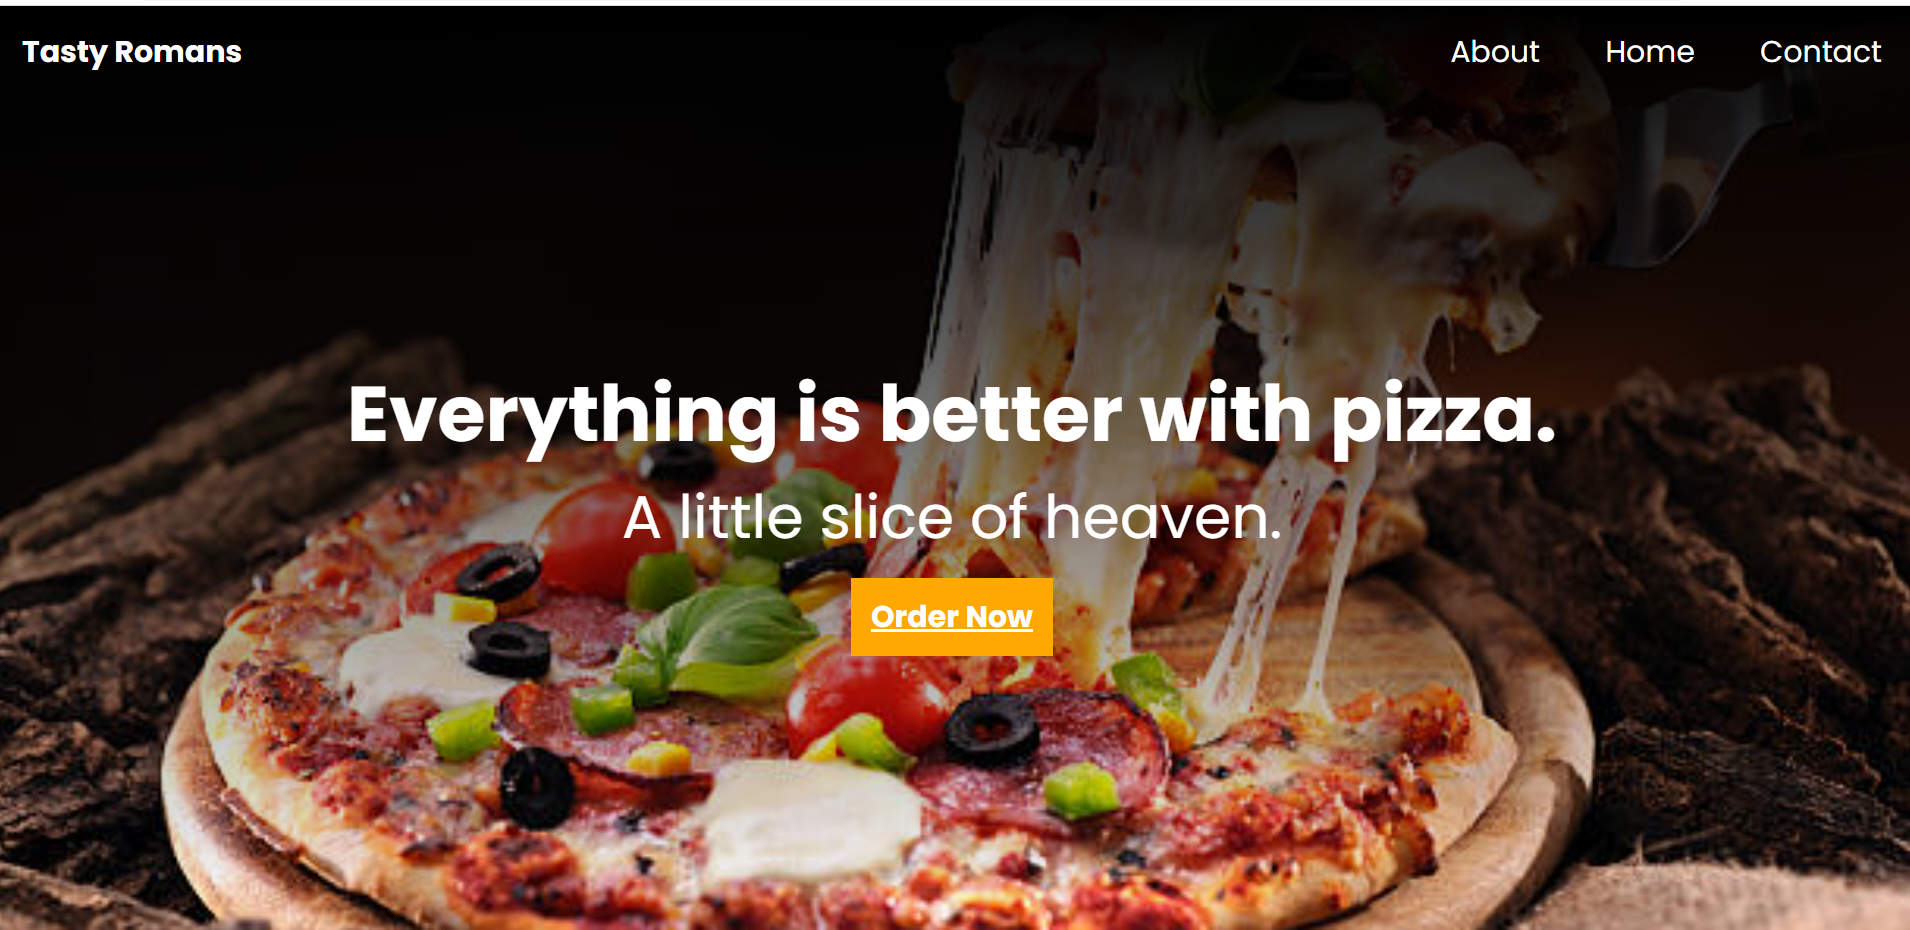 Tasty Romans
About Home Contact
Everything is better with pizza.
A little slice of heaven.
Order Now